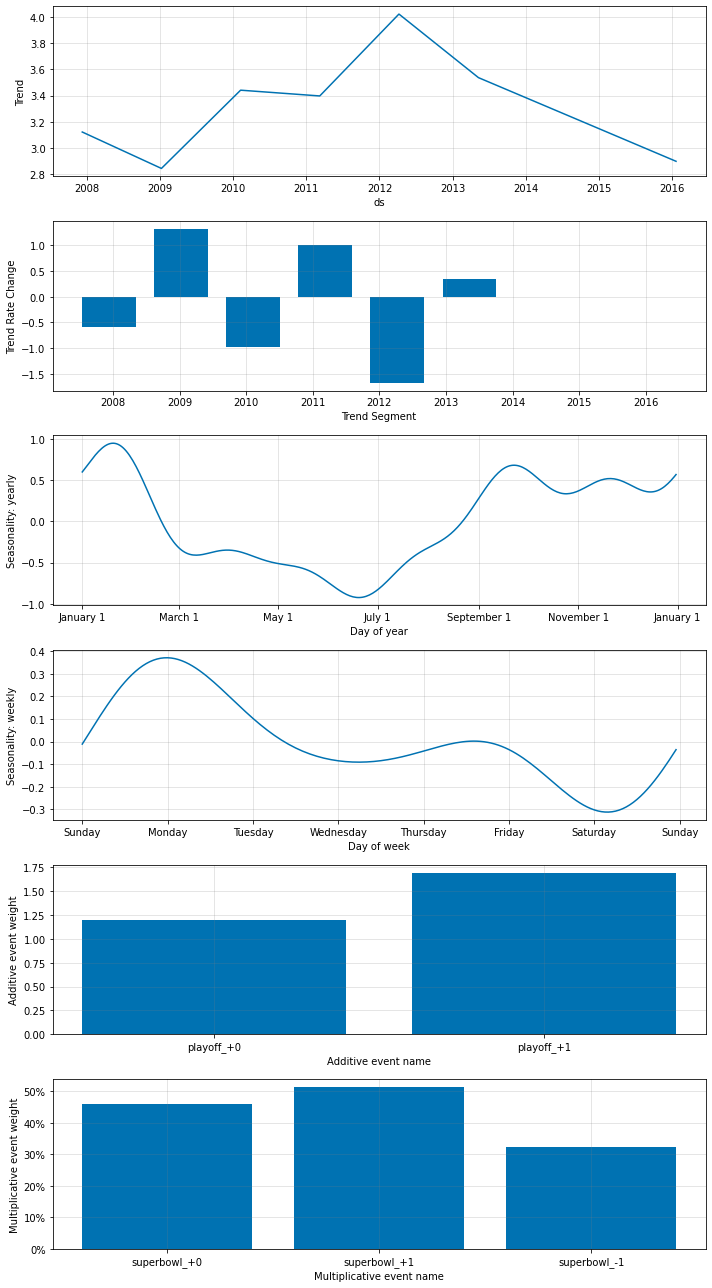 4.0
3.8
3.6
3.4
3.2
3.0
2.8
Trend
2008 2009 2010 2011 2012 2013 2014 2015 2016
ds
1.0
0.5
0.0
−0.5
−1.0
−1.5
Trend Rate Change
2008 2009 2010 2011 2012 2013 2014 2015 2016
Trend Segment
1.0
0.5
0.0
−0.5
−1.0
Seasonality: yearly
January 1 March 1 May 1 July 1 September 1 November 1 January 1
Day of year
0.4
0.3
0.2
0.1
0.0
−0.1
−0.2
−0.3
Seasonality: weekly
Sunday Monday Tuesday Wednesday Thursday Friday Saturday Sunday
Day of week
1.75
1.50
1.25
1.00
0.75
0.50
0.25
0.00
Additive event weight
playoff_+0 playoff_+1
Additive event name
50%
40%
30%
20%
10%
0%
Multiplicative event weight
superbowl_+0 superbowl_+1 superbowl_-1
Multiplicative event name